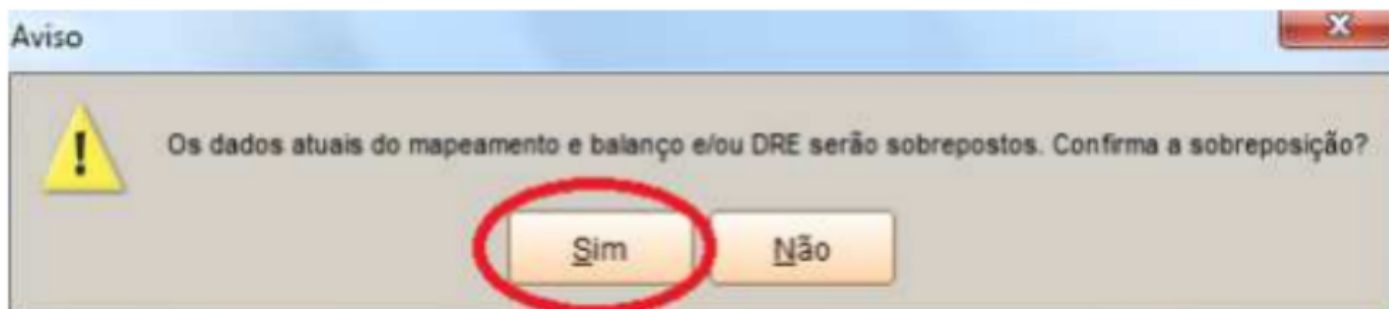 Aviso
Os dados atuais do mapeamento e balanço e/ou DRE serão sobrepostos. Confirma a sobreposição?
Sim Não